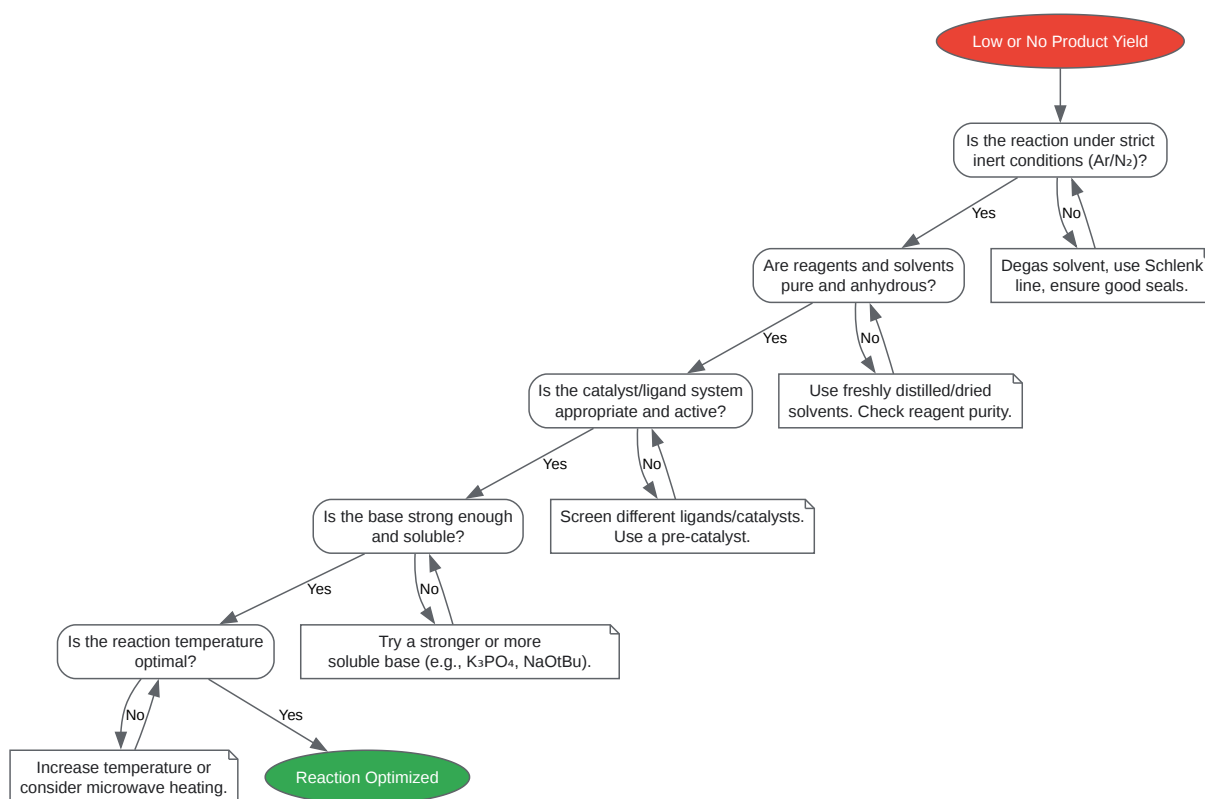 Low or No Product Yield
Is the reaction under strict
inert conditions (Ar/N₂)?
Yes
No
Degas solvent, use Schlenk
line, ensure good seals.
Are reagents and solvents
pure and anhydrous?
Yes
No
Use freshly distilled/dried
solvents. Check reagent purity.
Is the catalyst/ligand system
appropriate and active?
Yes
No
Screen different ligands/catalysts.
Use a pre-catalyst.
Is the base strong enough
and soluble?
Yes
No
Try a stronger or more
soluble base (e.g., K₃PO₄, NaOtBu).
Is the reaction temperature
optimal?
No
Yes
Increase temperature or
consider microwave heating.
Reaction Optimized